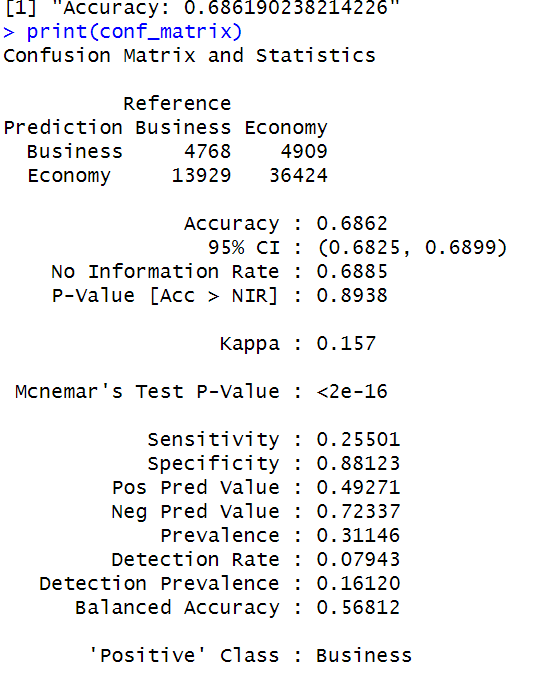 [1] "Accuracy: 0.686190238214226"
> print(conf_matrix)
Confusion Matrix and Statistics
Reference
Prediction Business Economy
Business 4768 4909
Economy 13929 36424
Accuracy : 0.6862
95% CI : (0.6825, 0.6899)
No Information Rate : 0.6885
P-Value [Acc > NIR] : 0.8938
Kappa : 0.157
Mcnemar's Test P-Value : <2e-16
Sensitivity : 0.25501
Specificity : 0.88123
Pos Pred Value : 0.49271
Neg Pred Value : 0.72337
Prevalence : 0.31146
Detection Rate : 0.07943
Detection Prevalence : 0.16120
Balanced Accuracy : 0.56812
'Positive' Class : Business